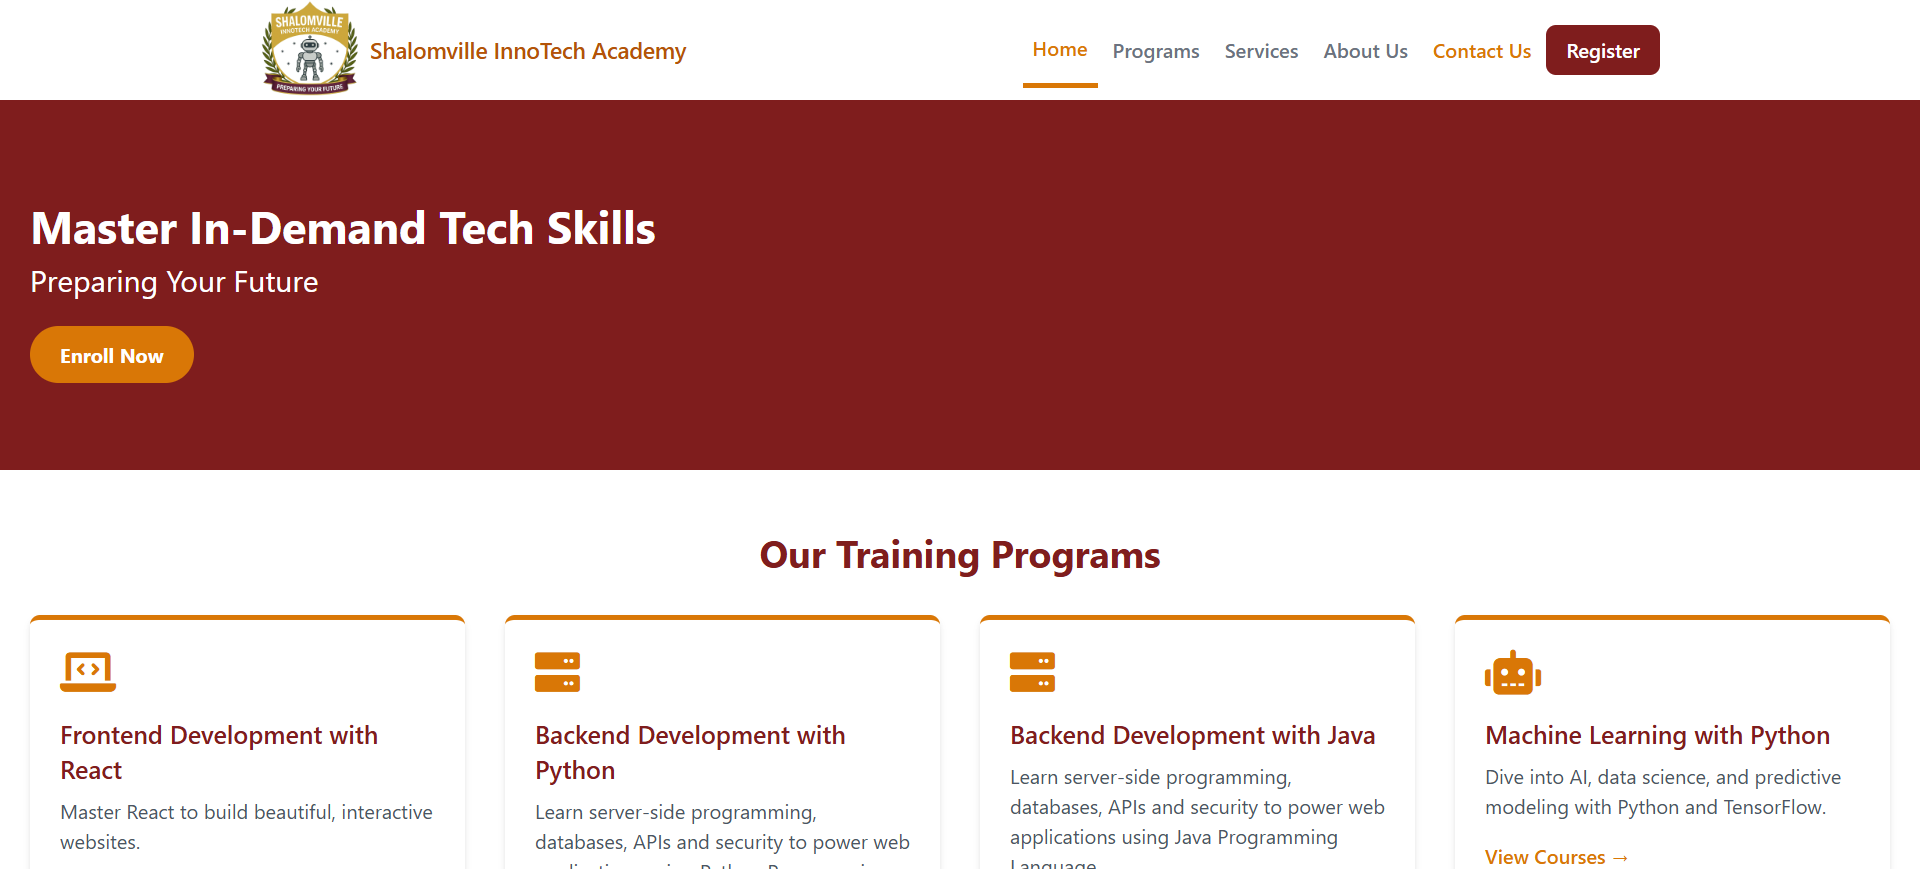 SHALOMVILLE
INNOTECH ACADEMY
PREPARING YOUR FUTURE
Shalomville InnoTech Academy
Home
Programs
Services
About Us
Contact Us
Register
Master In-Demand Tech Skills
Preparing Your Future
Enroll Now
Our Training Programs
Frontend Development with
React
Master React to build beautiful, interactive
websites.
Backend Development with
Python
Learn server-side programming,
databases, APIs and security to power web
Backend Development with Java
Learn server-side programming,
databases, APIs and security to power web
applications using Java Programming
Language
Machine Learning with Python
Dive into AI, data science, and predictive
modeling with Python and TensorFlow.
View Courses →